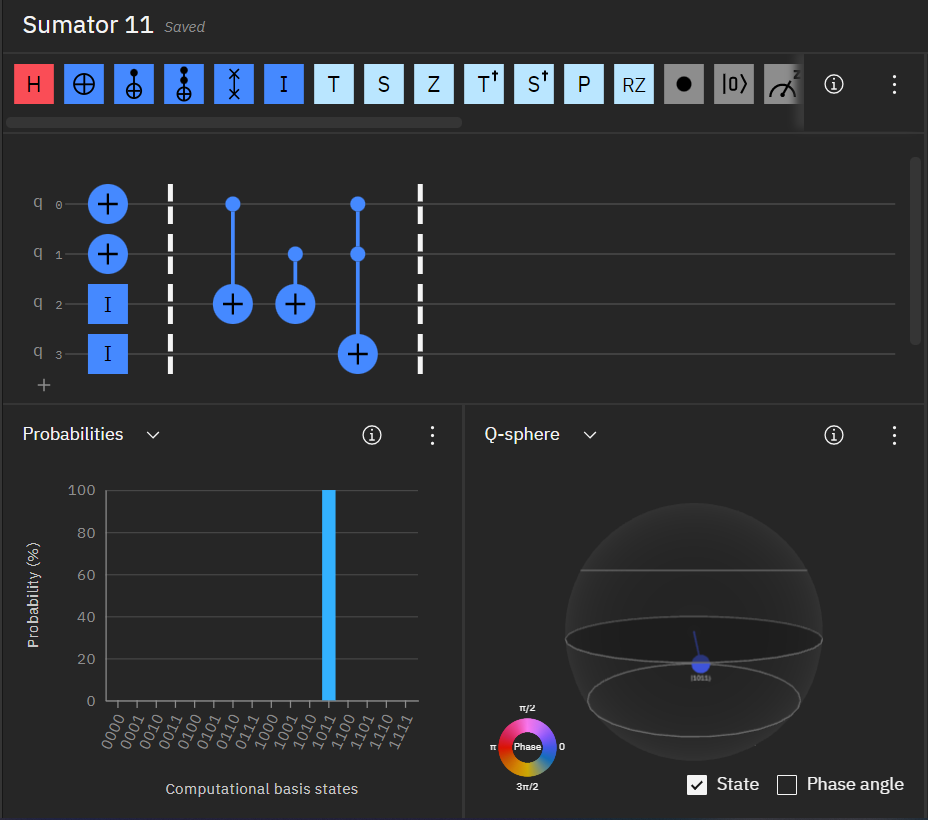 Sumator 11 Saved
H I T S Z T† S† P RZ |0⟩ z
q 0
q 1
q 2 I
q 3 I
+
Probabilities
Q-sphere
100
80
60
40
20
0
Probability (%)
0000 0001 0010 0011 0100 0101 0110 0111 1000 1001 1010 1011 1100 1101 1110 1111
Computational basis states
|1011⟩
π/2
π Phase 0
3π/2
State Phase angle